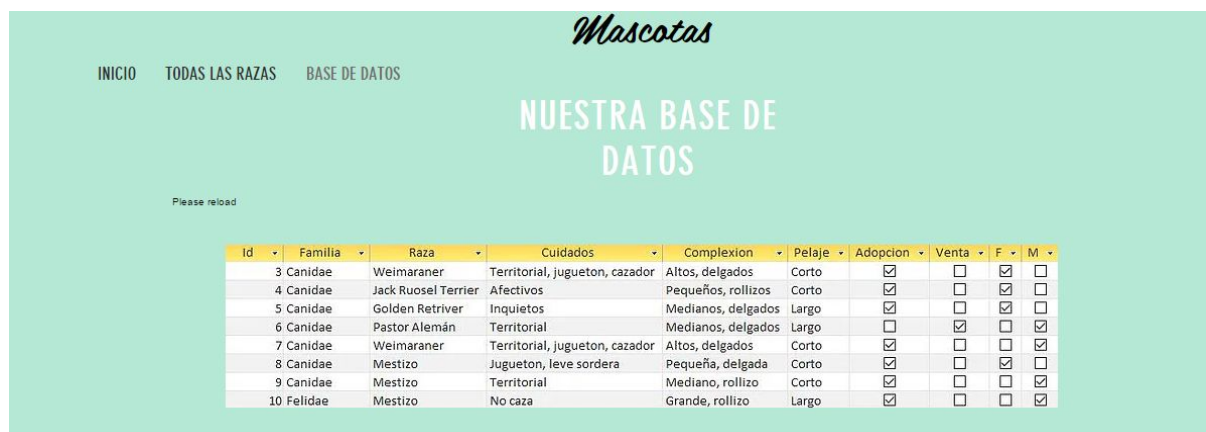 Mascotas
INICIO TODAS LAS RAZAS BASE DE DATOS
NUESTRA BASE DE
DATOS
Please reload
Id Familia Raza Cuidados Complexion Pelaje Adopcion Venta F M
3 Canidae Weimaraner Territorial, jugueton, cazador Altos, delgados Corto
4 Canidae Jack Ruosel Terrier Afectivos Pequeños, rollizos Corto
5 Canidae Golden Retriver Inquietos Medianos, delgados Largo
6 Canidae Pastor Alemán Territorial Medianos, delgados Largo
7 Canidae Weimaraner Territorial, jugueton, cazador Altos, delgados Corto
8 Canidae Mestizo Jugueton, leve sordera Pequeña, delgada Corto
9 Canidae Mestizo Territorial Mediano, rollizo Corto
10 Felidae Mestizo No caza Grande, rollizo Largo